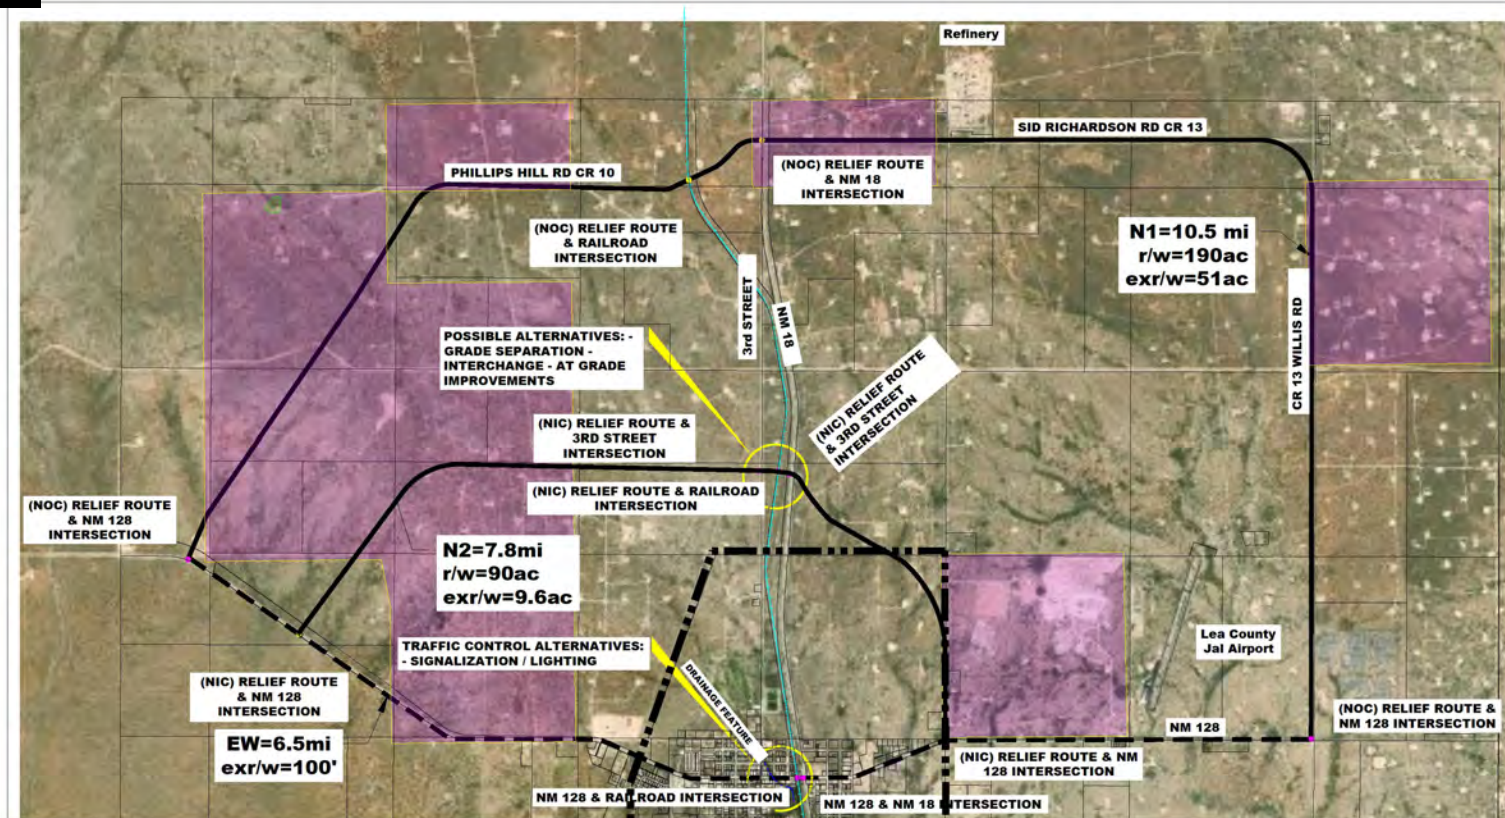 Refinery
SID RICHARDSON RD CR 13
PHILLIPS HILL RD CR 10
(NOC) RELIEF ROUTE
& NM 18
INTERSECTION
(NOC) RELIEF ROUTE
& RAILROAD
INTERSECTION
N1=10.5 mi
r/w=190ac
exr/w=51ac
3rd STREET
NM 18
CR 13 WILLIS RD
POSSIBLE ALTERNATIVES: -
GRADE SEPARATION -
INTERCHANGE - AT GRADE
IMPROVEMENTS
(NIC) RELIEF ROUTE
& 3RD STREET
INTERSECTION
(NIC) RELIEF ROUTE &
3RD STREET
INTERSECTION
(NIC) RELIEF ROUTE & RAILROAD
INTERSECTION
(NOC) RELIEF ROUTE
& NM 128
INTERSECTION
N2=7.8mi
r/w=90ac
exr/w=9.6ac
TRAFFIC CONTROL ALTERNATIVES:
- SIGNALIZATION / LIGHTING
DRAINAGE FEATURE
Lea County
Jal Airport
(NIC) RELIEF ROUTE
& NM 128
INTERSECTION
EW=6.5mi
exr/w=100'
NM 128
(NOC) RELIEF ROUTE &
NM 128 INTERSECTION
(NIC) RELIEF ROUTE & NM
128 INTERSECTION
NM 128 & RAILROAD INTERSECTION
NM 128 & NM 18 INTERSECTION